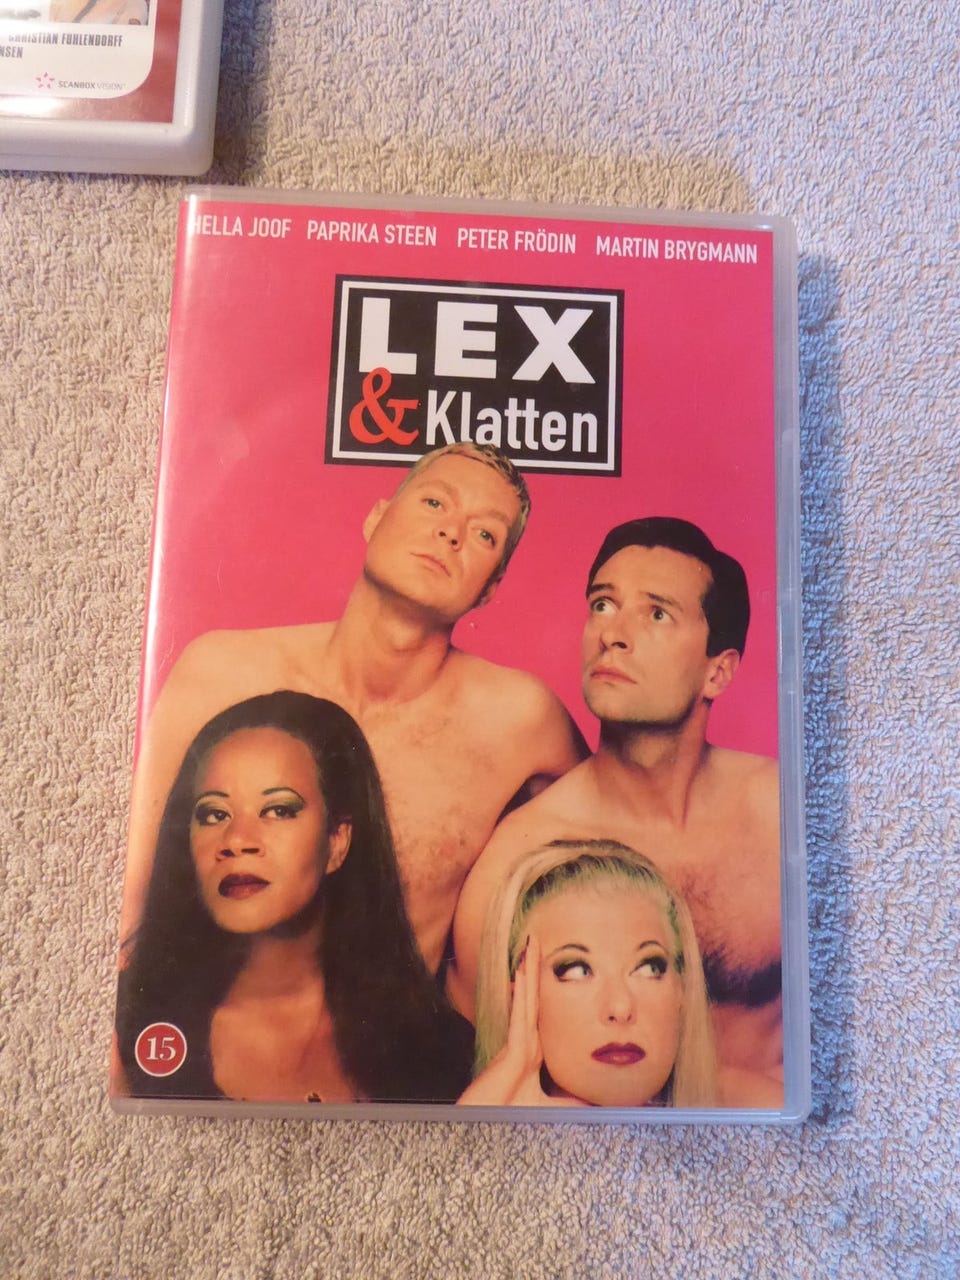 CHRISTIAN FUHLENDORFF
NSEN
SCANBOX VISION
HELLA JOOF PAPRIKA STEEN PETER FRÖDIN MARTIN BRYGMANN
LEX
& Klatten
15